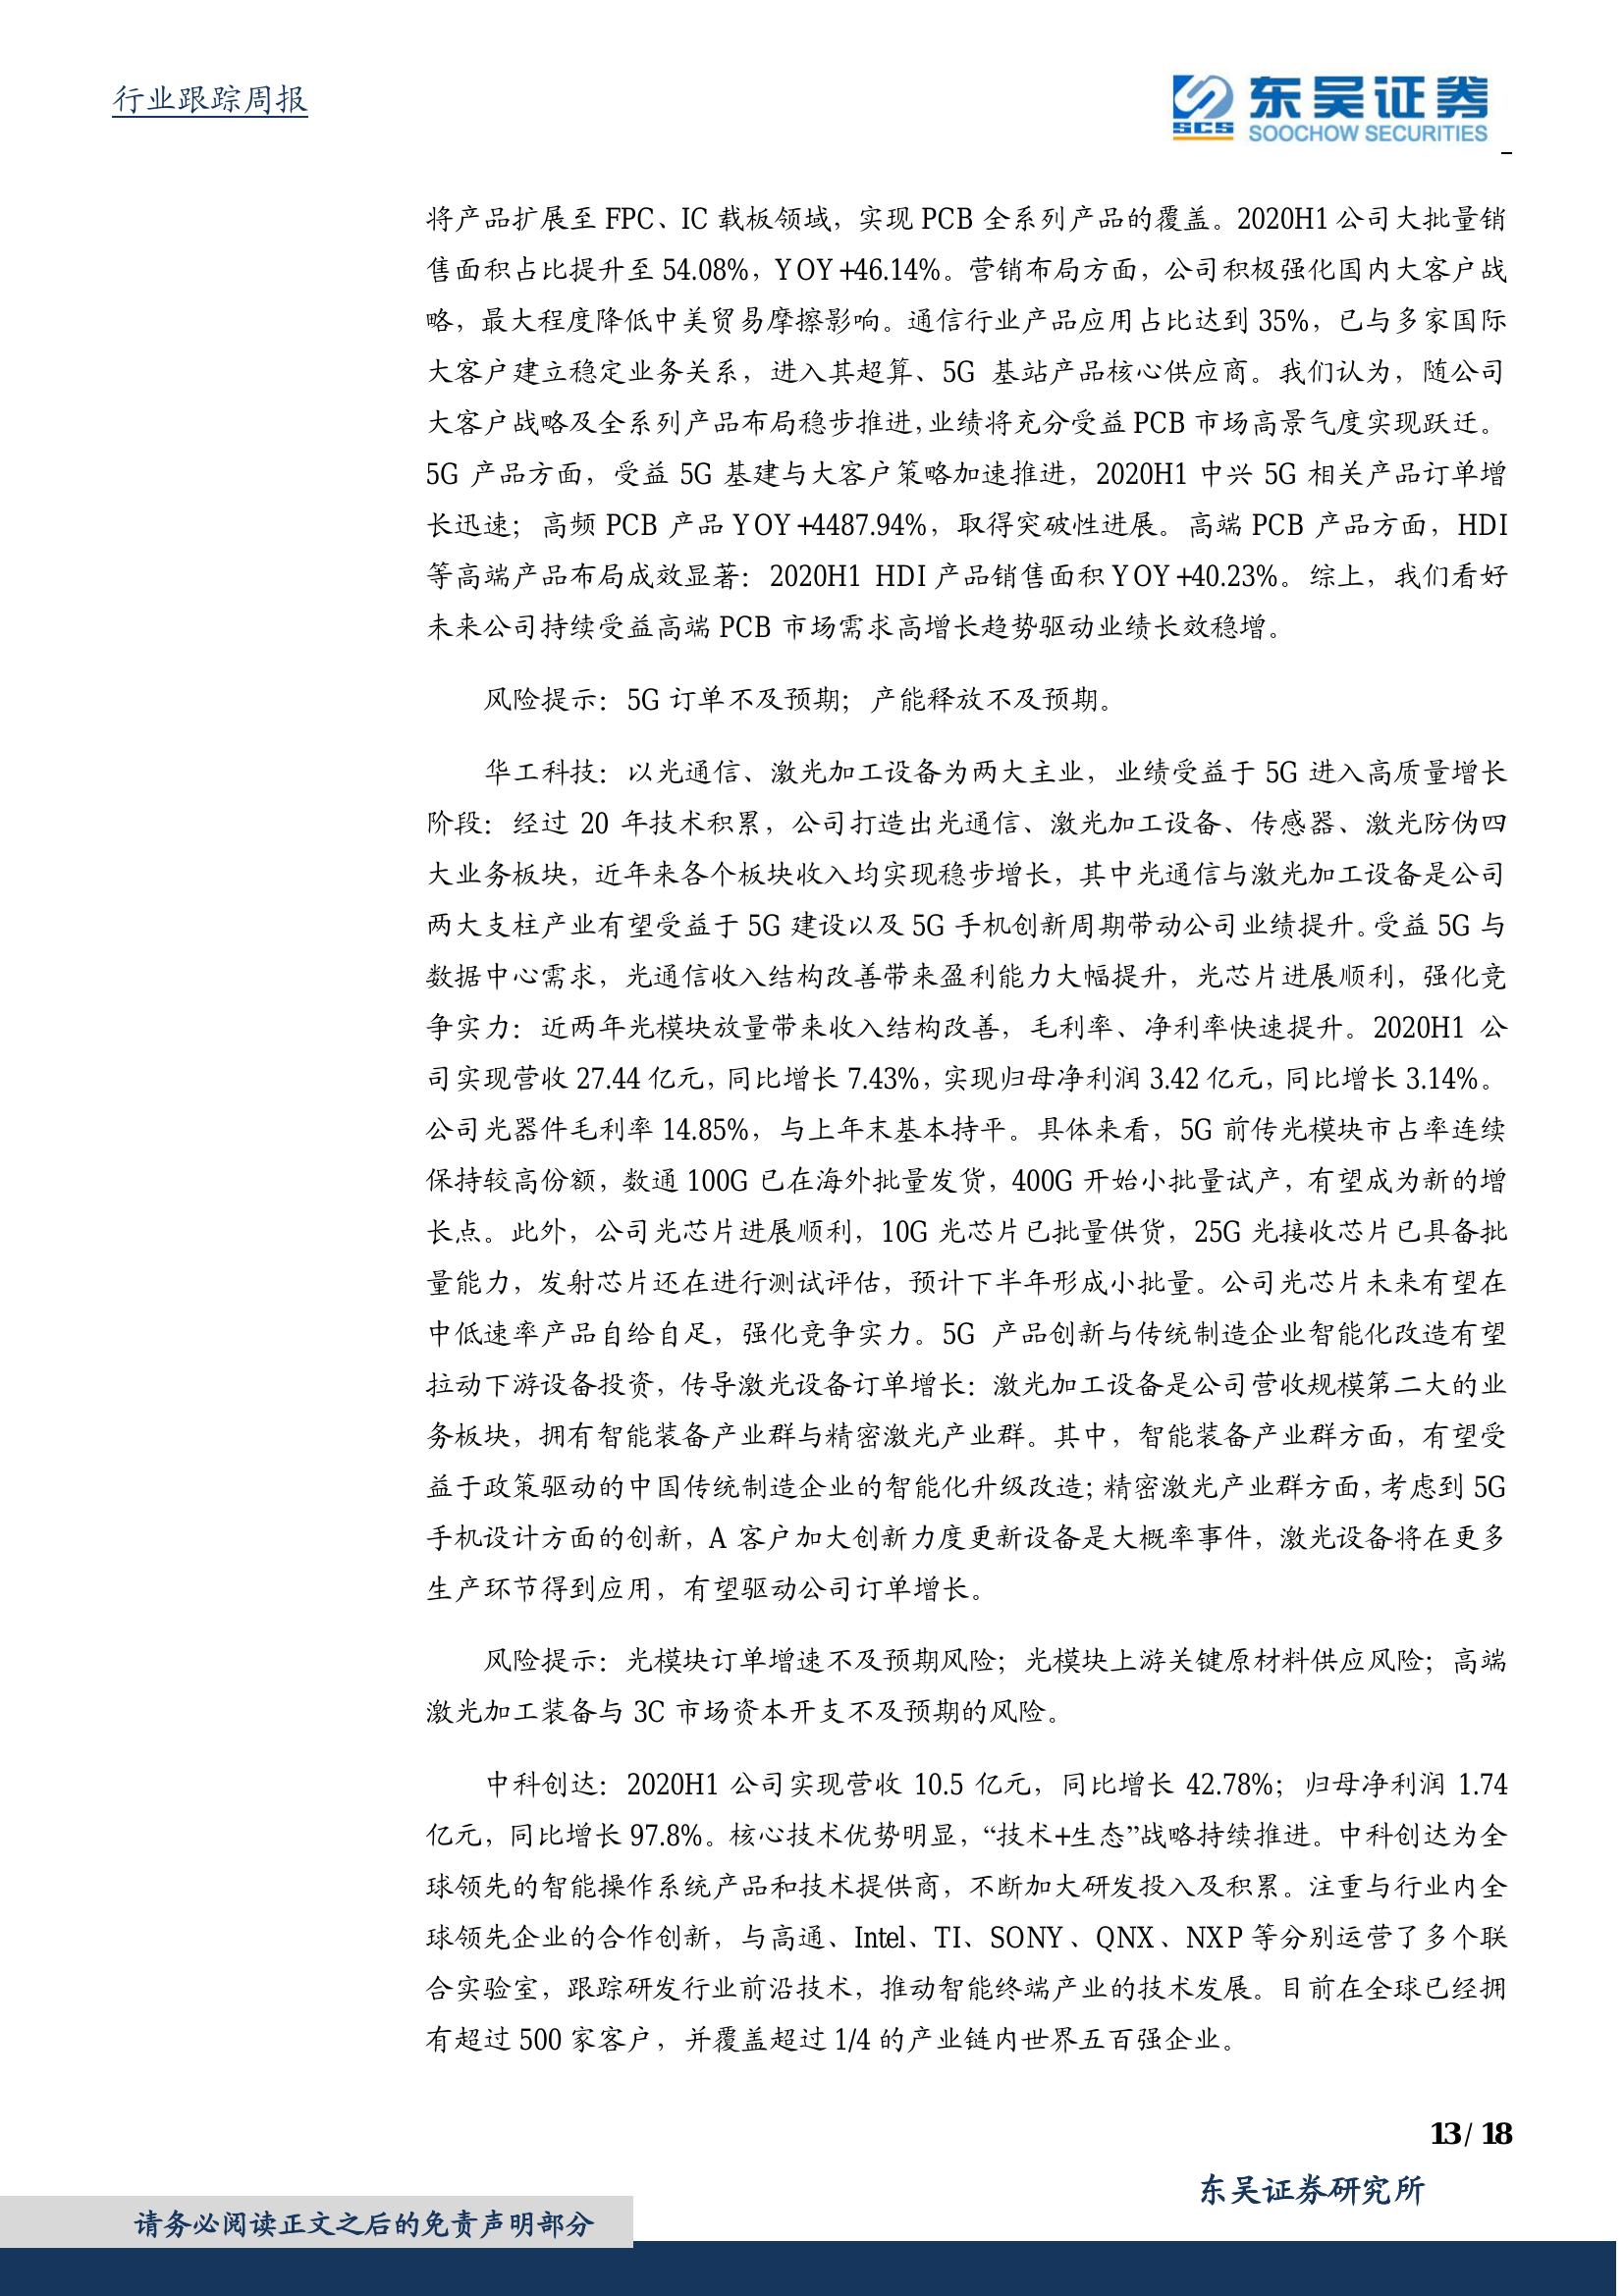 行业跟踪周报
东吴证券
SCS
SOOCHOW SECURITIES
将产品扩展至 FPC、IC 载板领域，实现 PCB 全系列产品的覆盖。2020H1 公司大批量销
售面积占比提升至 54.08%，YOY+46.14%。营销布局方面，公司积极强化国内大客户战
略，最大程度降低中美贸易摩擦影响。通信行业产品应用占比达到 35%，已与多家国际
大客户建立稳定业务关系，进入其超算、5G 基站产品核心供应商。我们认为，随公司
大客户战略及全系列产品布局稳步推进，业绩将充分受益 PCB 市场高景气度实现跃迁。
5G 产品方面，受益 5G 基建与大客户策略加速推进，2020H1 中兴 5G 相关产品订单增
长迅速；高频 PCB 产品 YOY+4487.94%，取得突破性进展。高端 PCB 产品方面，HDI
等高端产品布局成效显著：2020H1 HDI 产品销售面积 YOY+40.23%。综上，我们看好
未来公司持续受益高端 PCB 市场需求高增长趋势驱动业绩长效稳增。
风险提示：5G 订单不及预期；产能释放不及预期。
华工科技：以光通信、激光加工设备为两大主业，业绩受益于 5G 进入高质量增长
阶段：经过 20 年技术积累，公司打造出光通信、激光加工设备、传感器、激光防伪四
大业务板块，近年来各个板块收入均实现稳步增长，其中光通信与激光加工设备是公司
两大支柱产业有望受益于 5G 建设以及 5G 手机创新周期带动公司业绩提升。受益 5G 与
数据中心需求，光通信收入结构改善带来盈利能力大幅提升，光芯片进展顺利，强化竞
争实力：近两年光模块放量带来收入结构改善，毛利率、净利率快速提升。2020H1 公
司实现营收 27.44 亿元，同比增长 7.43%，实现归母净利润 3.42 亿元，同比增长 3.14%。
公司光器件毛利率 14.85%，与上年末基本持平。具体来看，5G 前传光模块市占率连续
保持较高份额，数通 100G 已在海外批量发货，400G 开始小批量试产，有望成为新的增
长点。此外，公司光芯片进展顺利，10G 光芯片已批量供货，25G 光接收芯片已具备批
量能力，发射芯片还在进行测试评估，预计下半年形成小批量。公司光芯片未来有望在
中低速率产品自给自足，强化竞争实力。5G 产品创新与传统制造企业智能化改造有望
拉动下游设备投资，传导激光设备订单增长：激光加工设备是公司营收规模第二大的业
务板块，拥有智能装备产业群与精密激光产业群。其中，智能装备产业群方面，有望受
益于政策驱动的中国传统制造企业的智能化升级改造；精密激光产业群方面，考虑到 5G
手机设计方面的创新，A 客户加大创新力度更新设备是大概率事件，激光设备将在更多
生产环节得到应用，有望驱动公司订单增长。
风险提示：光模块订单增速不及预期风险；光模块上游关键原材料供应风险；高端
激光加工装备与 3C 市场资本开支不及预期的风险。
中科创达：2020H1 公司实现营收 10.5 亿元，同比增长 42.78%；归母净利润 1.74
亿元，同比增长 97.8%。核心技术优势明显，“技术+生态”战略持续推进。中科创达为全
球领先的智能操作系统产品和技术提供商，不断加大研发投入及积累。注重与行业内全
球领先企业的合作创新，与高通、Intel、TI、SONY、QNX、NXP 等分别运营了多个联
合实验室，跟踪研发行业前沿技术，推动智能终端产业的技术发展。目前在全球已经拥
有超过 500 家客户，并覆盖超过 1/4 的产业链内世界五百强企业。
13 / 18
东吴证券研究所
请务必阅读正文之后的免责声明部分